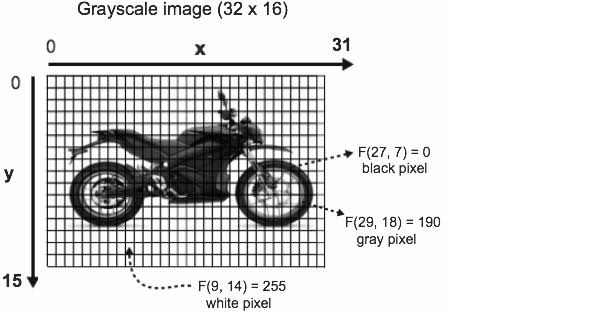 Grayscale image (32 x 16)
0 x 31
0
y
15
F(27, 7) = 0
black pixel
F(29, 18) = 190
gray pixel
F(9, 14) = 255
white pixel